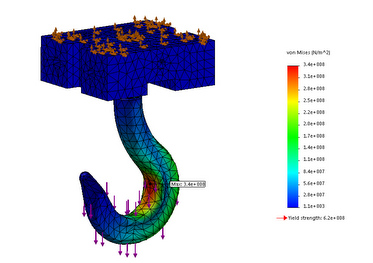 von Mises (N/m^2)
3.4e+008
3.1e+008
2.8e+008
2.5e+008
2.2e+008
2.0e+008
1.7e+008
1.4e+008
1.1e+008
8.4e+007
5.6e+007
2.8e+007
1.1e+003
Max: 3.4e+008
Yield strength: 6.2e+008